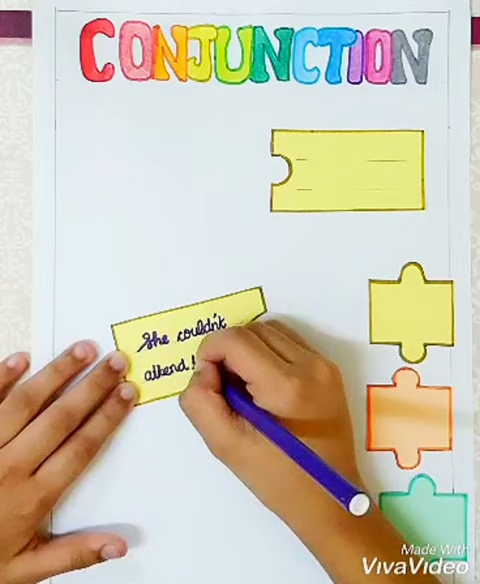 CONJUNCTION
She couldn't
attend
Made With
VivaVideo